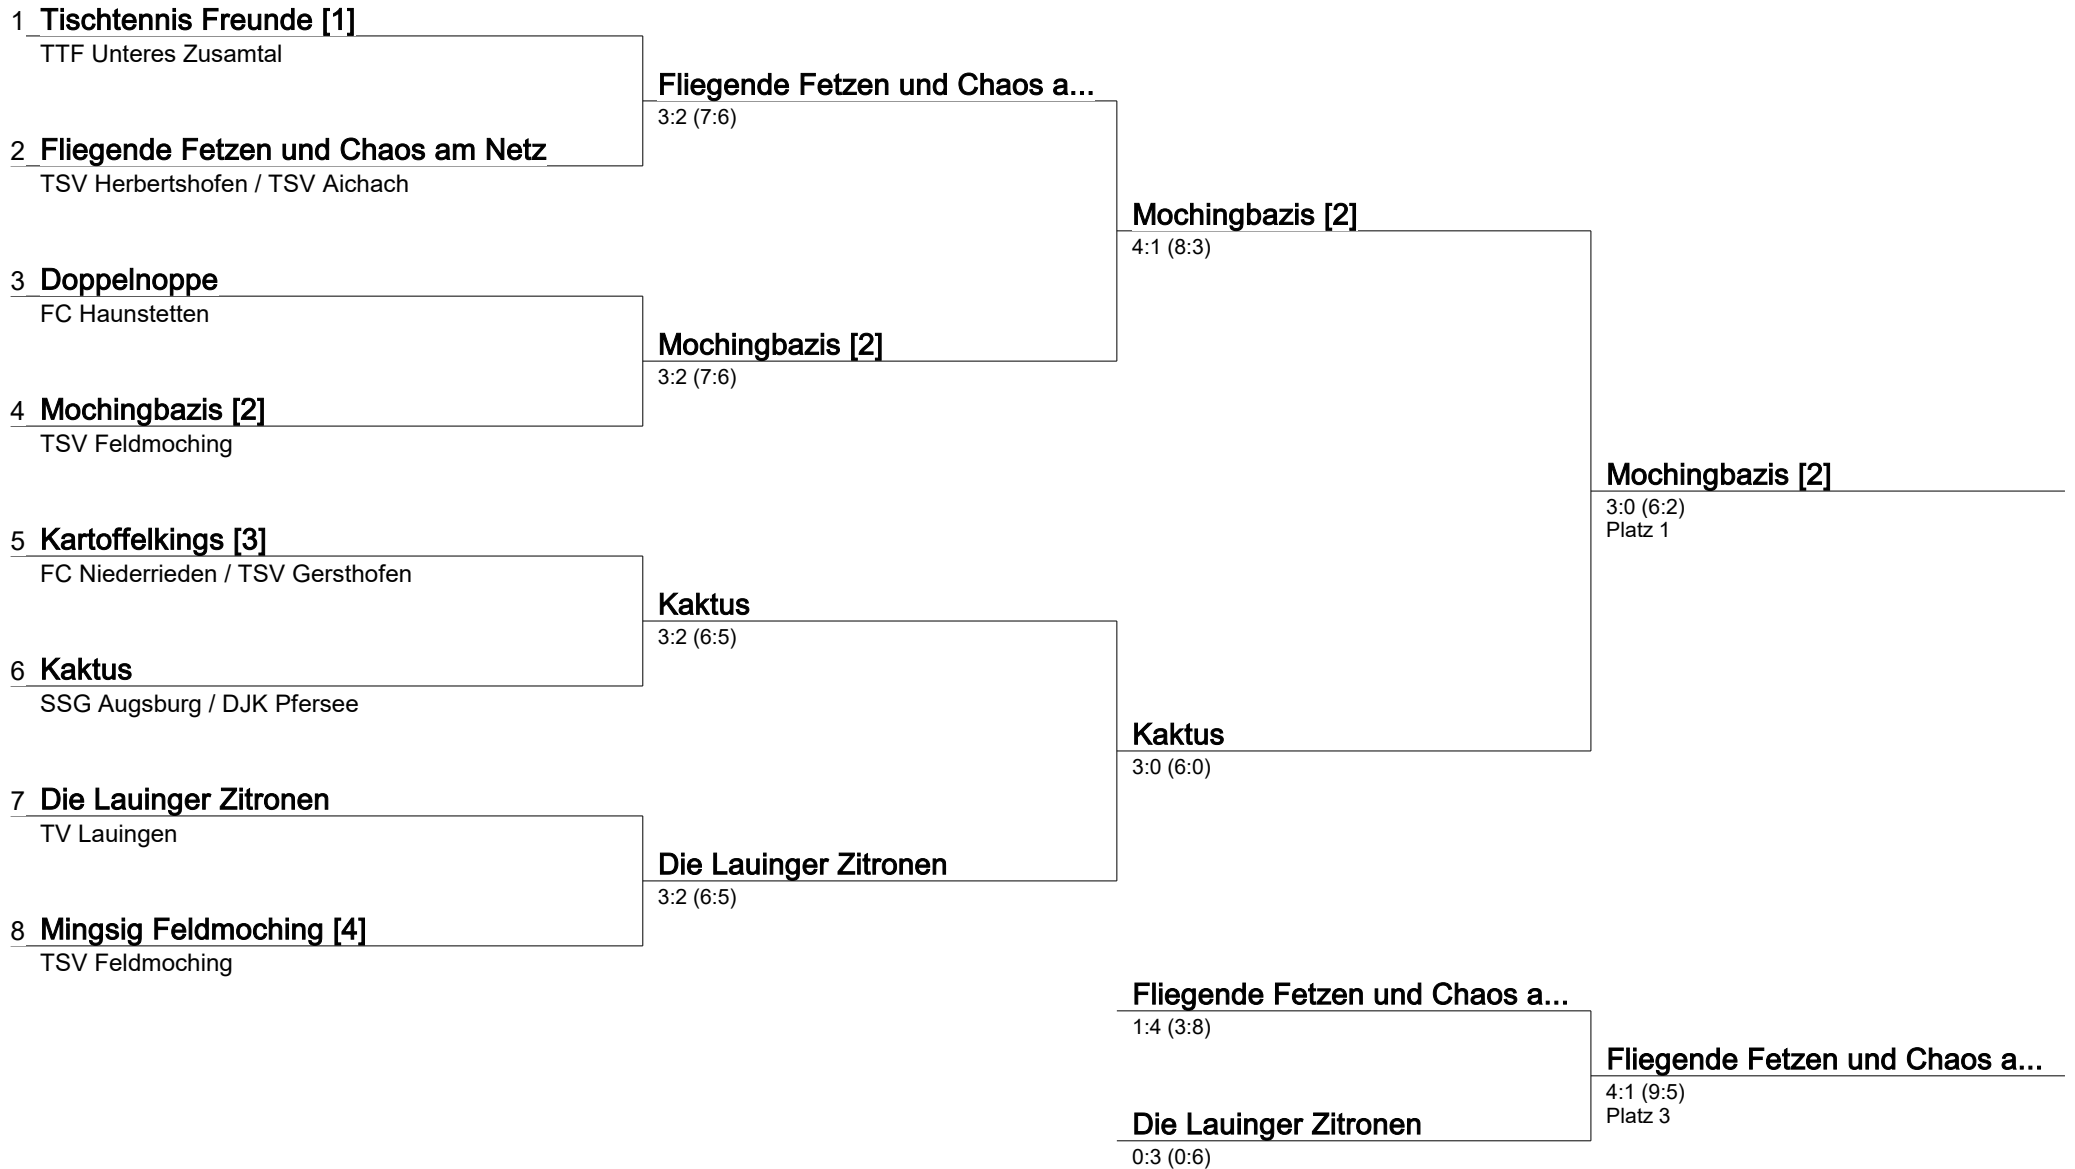 1 Tischtennis Freunde [1]
TTF Unteres Zusamtal
Fliegende Fetzen und Chaos a...
3:2 (7:6)
2 Fliegende Fetzen und Chaos am Netz
TSV Herbertshofen / TSV Aichach
Mochingbazis [2]
4:1 (8:3)
3 Doppelnoppe
FC Haunstetten
Mochingbazis [2]
3:2 (7:6)
4 Mochingbazis [2]
TSV Feldmoching
Mochingbazis [2]
3:0 (6:2)
Platz 1
5 Kartoffelkings [3]
FC Niederrieden / TSV Gersthofen
Kaktus
3:2 (6:5)
6 Kaktus
SSG Augsburg / DJK Pfersee
Kaktus
3:0 (6:0)
7 Die Lauinger Zitronen
TV Lauingen
Die Lauinger Zitronen
3:2 (6:5)
8 Mingsig Feldmoching [4]
TSV Feldmoching
Fliegende Fetzen und Chaos a...
1:4 (3:8)
Fliegende Fetzen und Chaos a...
4:1 (9:5)
Platz 3
Die Lauinger Zitronen
0:3 (0:6)